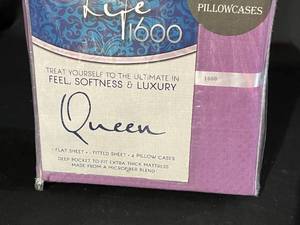 Life
1600
PILLOWCASES
TREAT YOURSELF TO THE ULTIMATE IN
FEEL, SOFTNESS & LUXURY
1600
Queen
· FLAT SHEET · · FITTED SHEET · 4 PILLOW CASES
DEEP POCKET TO FIT EXTRA THICK MATTRESS
MADE FROM A MICROFIBER BLEND